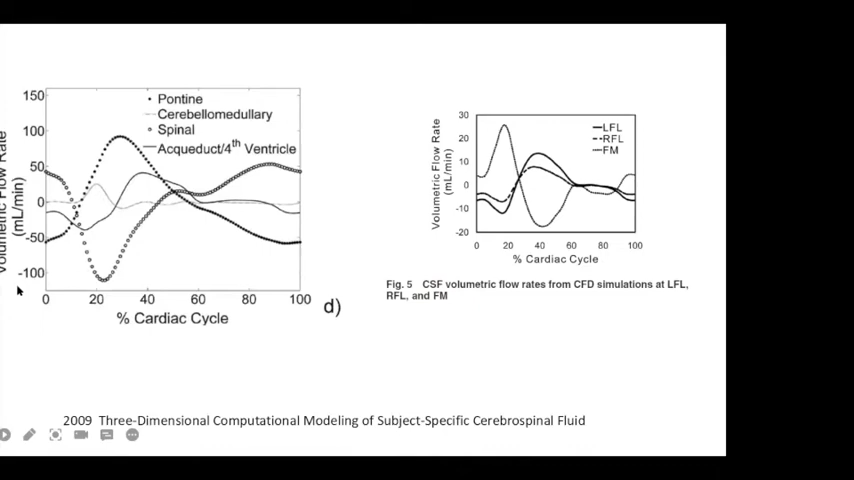 150
100
50
0
-50
-100
Volumetric Flow Rate
(mL/min)
Pontine
Cerebellomedullary
Spinal
Acqueduct/4th Ventricle
0 20 40 60 80 100
% Cardiac Cycle
d)
30
20
10
0
-10
-20
Volumetric Flow Rate
(mL/min)
LFL
RFL
FM
0 20 40 60 80 100
% Cardiac Cycle
Fig. 5 CSF volumetric flow rates from CFD simulations at LFL,
RFL, and FM
2009 Three-Dimensional Computational Modeling of Subject-Specific Cerebrospinal Fluid